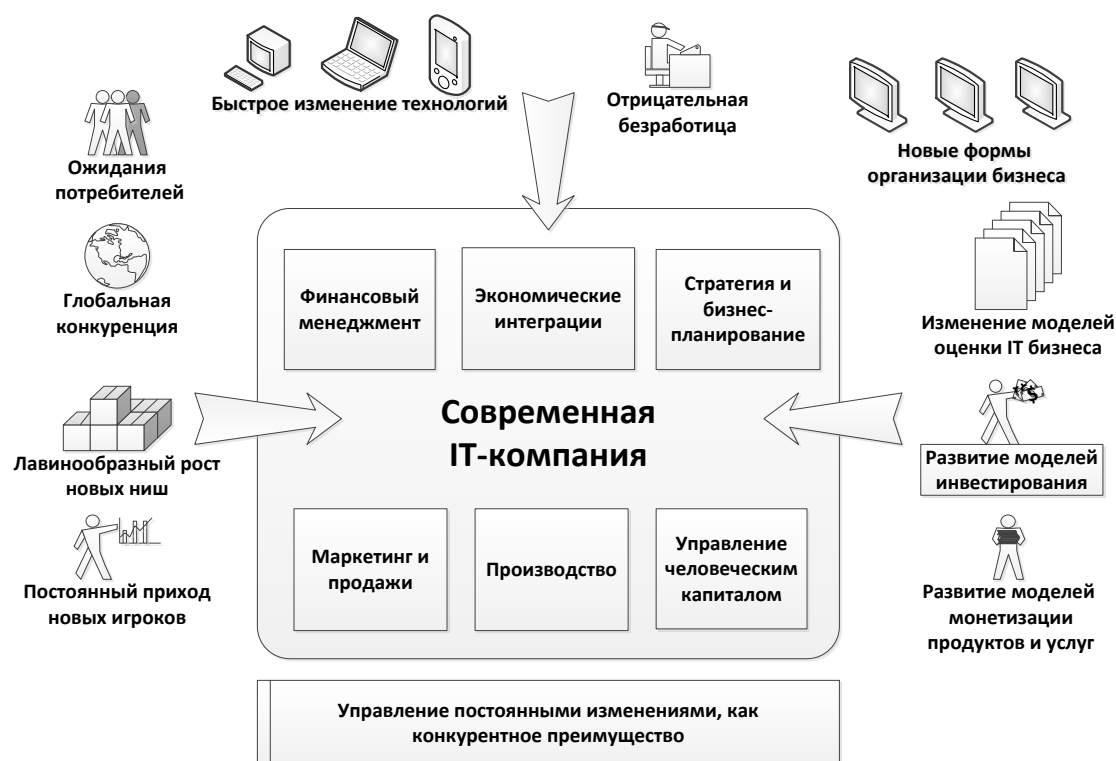 Быстрое изменение технологий
Отрицательная
безработица
Новые формы
организации бизнеса
Ожидания
потребителей
Глобальная
конкуренция
Лавинообразный рост
новых ниш
Постоянный приход
новых игроков
Финансовый
менеджмент
Экономические
интеграции
Стратегия и
бизнес-
планирование
Современная
IT-компания
Маркетинг и
продажи
Производство
Управление
человеческим
капиталом
Изменение моделей
оценки IT бизнеса
$
Развитие моделей
инвестирования
Развитие моделей
монетизации
продуктов и услуг
Управление постоянными изменениями, как
конкурентное преимущество